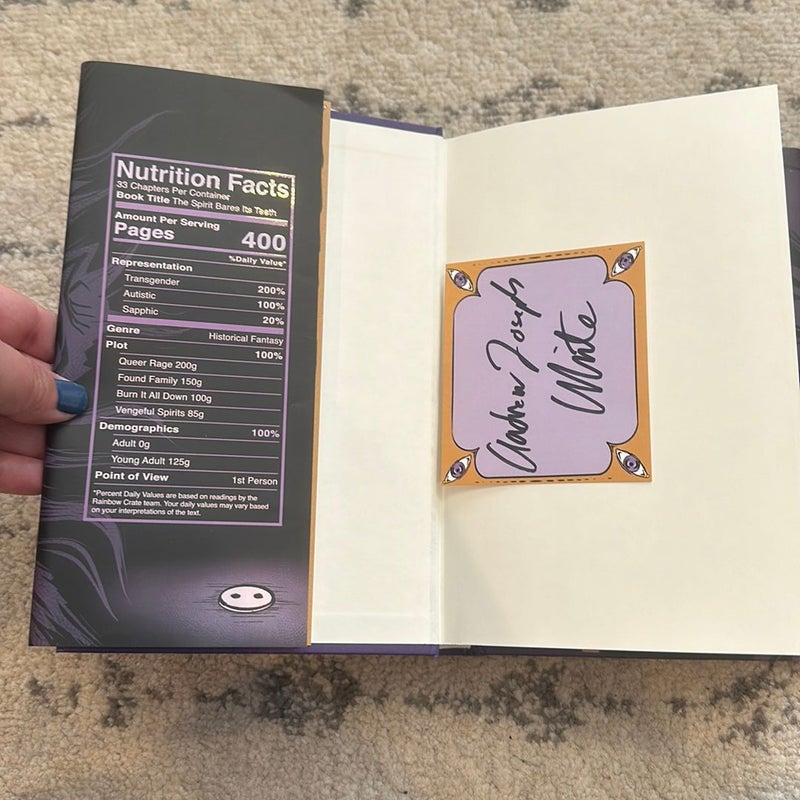 Nutrition Facts
33 Chapters Per Container
Book Title The Spirit Bares Its Teeth
Amount Per Serving
Pages 400
%Daily Value*
Representation
Transgender 200%
Autistic 100%
Sapphic 20%
Genre Historical Fantasy
Plot 100%
Queer Rage 200g
Found Family 150g
Burn It All Down 100g
Vengeful Spirits 85g
Demographics 100%
Adult 0g
Young Adult 125g
Point of View 1st Person
*Percent Daily Values are based on readings by the
Rainbow Crate team. Your daily values may vary based
on your interpretations of the text.
Andrew Joseph
White